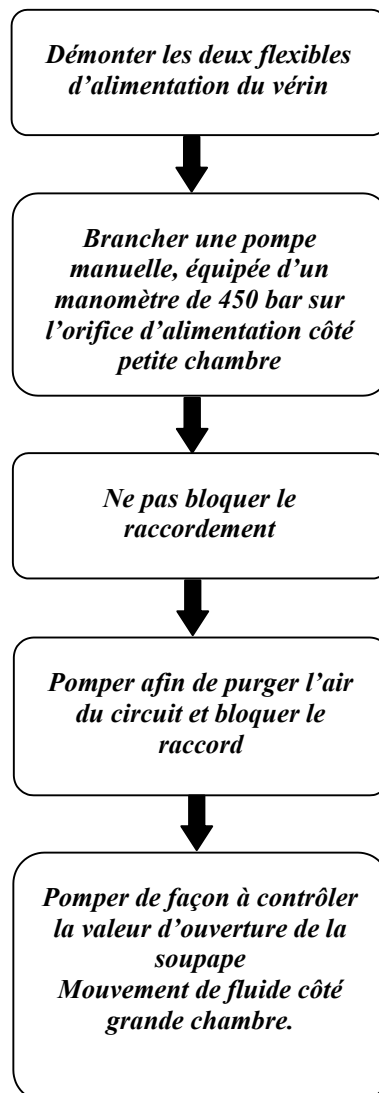 Démonter les deux flexibles
d’alimentation du vérin
Brancher une pompe
manuelle, équipée d’un
manomètre de 450 bar sur
l’orifice d’alimentation côté
petite chambre
Ne pas bloquer le
raccordement
Pomper afin de purger l’air
du circuit et bloquer le
raccord
Pomper de façon à contrôler
la valeur d’ouverture de la
soupape
Mouvement de fluide côté
grande chambre.